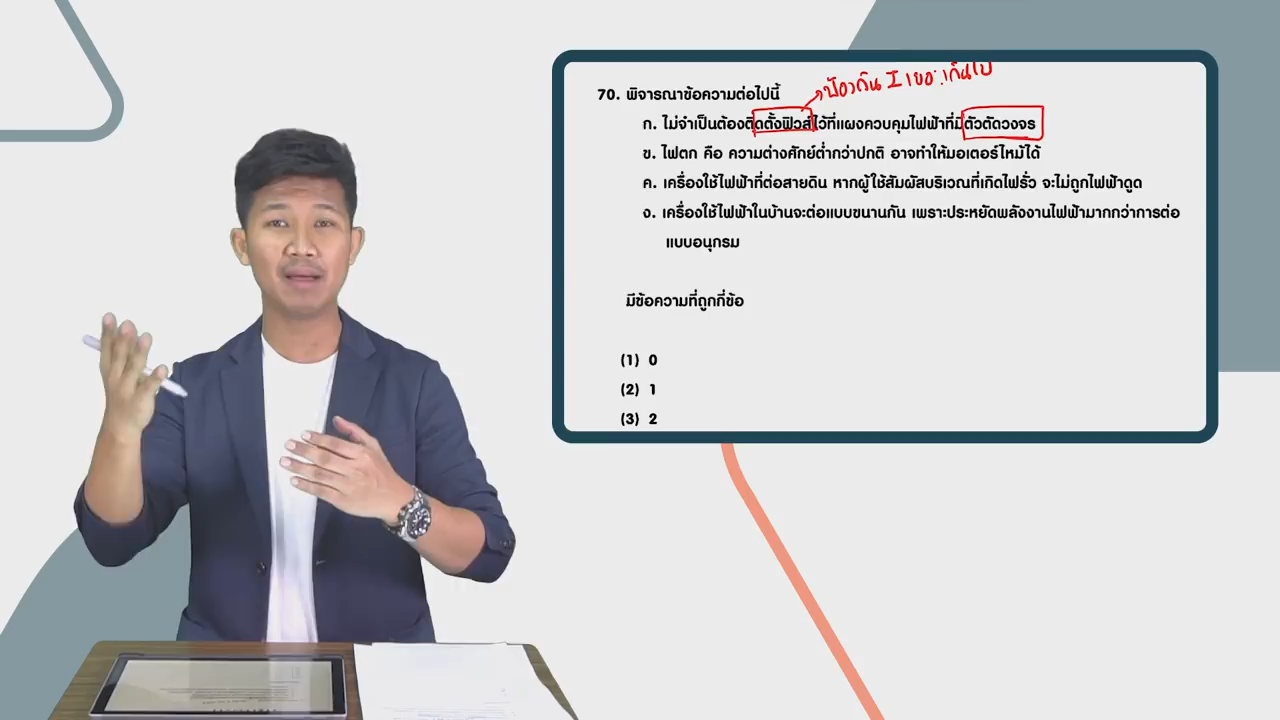 ป้องกัน I เยอะเกินไป
70. พิจารณาข้อความต่อไปนี้
ก. ไม่จำเป็นต้องติดตั้งฟิวส์ไว้ที่แผงควบคุมไฟฟ้าที่มีตัวตัดวงจร
ข. ไฟตก คือ ความต่างศักย์ต่ำกว่าปกติ อาจทำให้มอเตอร์ไหม้ได้
ค. เครื่องใช้ไฟฟ้าที่ต่อสายดิน หากผู้ใช้สัมผัสบริเวณที่เกิดไฟรั่ว จะไม่ถูกไฟฟ้าดูด
ง. เครื่องใช้ไฟฟ้าในบ้านจะต่อแบบขนานกัน เพราะประหยัดพลังงานไฟฟ้ามากกว่าการต่อ
แบบอนุกรม
มีข้อความที่ถูกกี่ข้อ
(1) 0
(2) 1
(3) 2